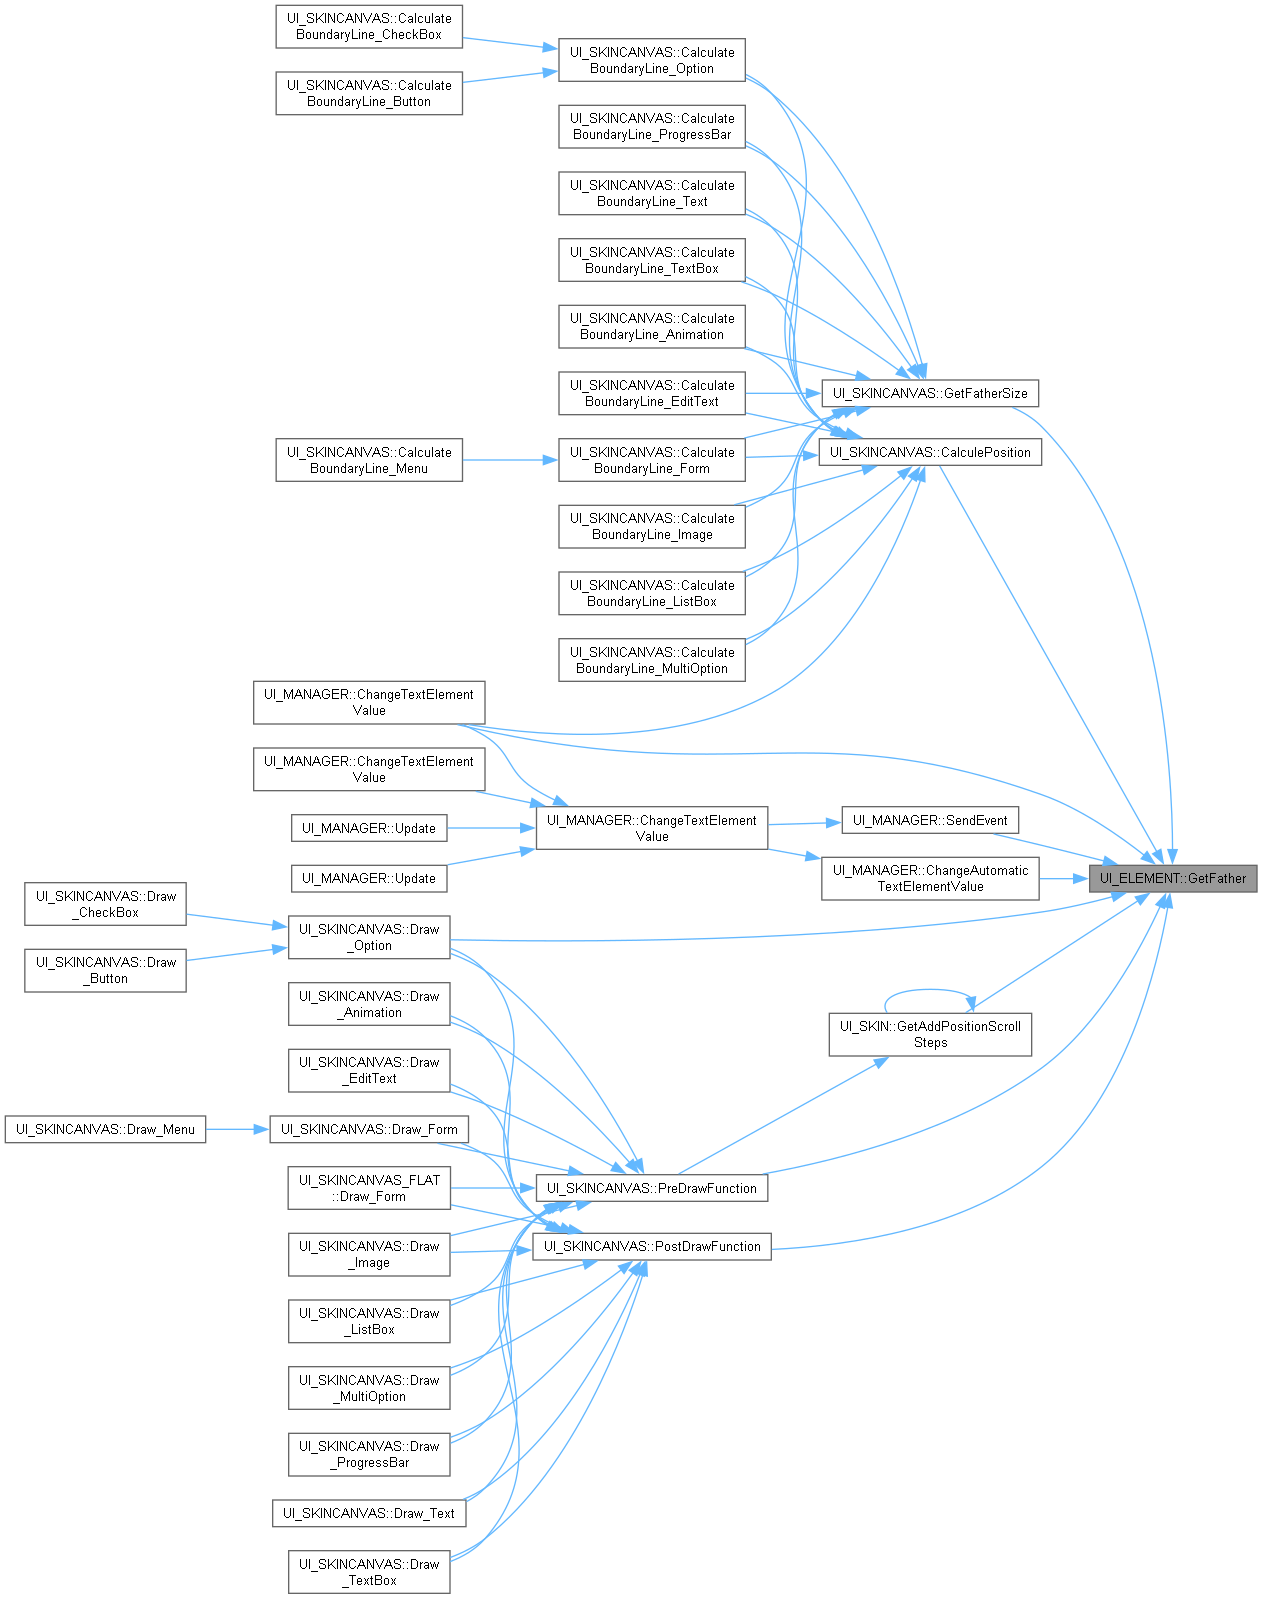 UI_SKINCANVAS::Calculate
BoundaryLine_CheckBox
UI_SKINCANVAS::Calculate
BoundaryLine_Option
UI_SKINCANVAS::Calculate
BoundaryLine_Button
UI_SKINCANVAS::Calculate
BoundaryLine_ProgressBar
UI_SKINCANVAS::Calculate
BoundaryLine_Text
UI_SKINCANVAS::Calculate
BoundaryLine_TextBox
UI_SKINCANVAS::Calculate
BoundaryLine_Animation
UI_SKINCANVAS::Calculate
BoundaryLine_EditText
UI_SKINCANVAS::GetFatherSize
UI_SKINCANVAS::Calculate
BoundaryLine_Menu
UI_SKINCANVAS::Calculate
BoundaryLine_Form
UI_SKINCANVAS::CalculePosition
UI_SKINCANVAS::Calculate
BoundaryLine_Image
UI_SKINCANVAS::Calculate
BoundaryLine_ListBox
UI_SKINCANVAS::Calculate
BoundaryLine_MultiOption
UI_MANAGER::ChangeTextElement
Value
UI_MANAGER::ChangeTextElement
Value
UI_MANAGER::Update
UI_MANAGER::ChangeTextElement
Value
UI_MANAGER::SendEvent
UI_MANAGER::Update
UI_MANAGER::ChangeAutomatic
TextElementValue
UI_ELEMENT::GetFather
UI_SKINCANVAS::Draw
_CheckBox
UI_SKINCANVAS::Draw
_Option
UI_SKINCANVAS::Draw
_Button
UI_SKINCANVAS::Draw
_Animation
UI_SKIN::GetAddPositionScroll
Steps
UI_SKINCANVAS::Draw
_EditText
UI_SKINCANVAS::Draw_Menu
UI_SKINCANVAS::Draw_Form
UI_SKINCANVAS_FLAT
::Draw_Form
UI_SKINCANVAS::PreDrawFunction
UI_SKINCANVAS::Draw
_Image
UI_SKINCANVAS::PostDrawFunction
UI_SKINCANVAS::Draw
_ListBox
UI_SKINCANVAS::Draw
_MultiOption
UI_SKINCANVAS::Draw
_ProgressBar
UI_SKINCANVAS::Draw_Text
UI_SKINCANVAS::Draw
_TextBox